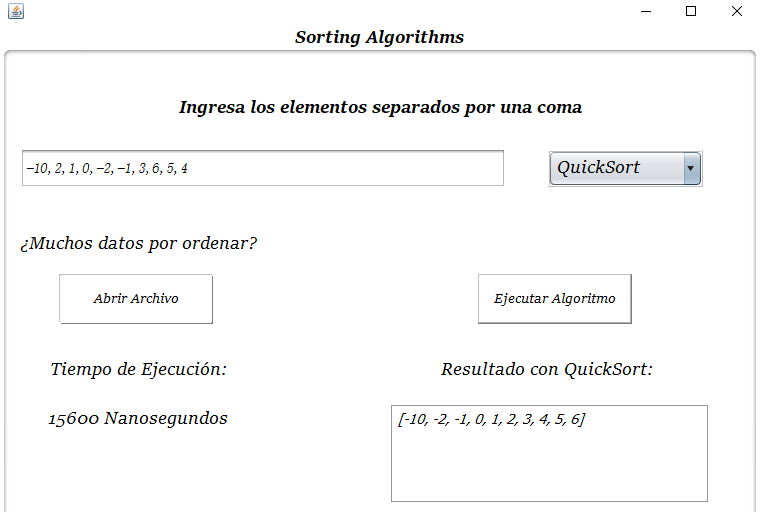 Sorting Algorithms
Ingresa los elementos separados por una coma
-10, 2, 1, 0, -2, -1, 3, 6, 5, 4
QuickSort
¿Muchos datos por ordenar?
Abrir Archivo
Ejecutar Algoritmo
Tiempo de Ejecución:
Resultado con QuickSort:
15600 Nanosegundos
[-10, -2, -1, 0, 1, 2, 3, 4, 5, 6]